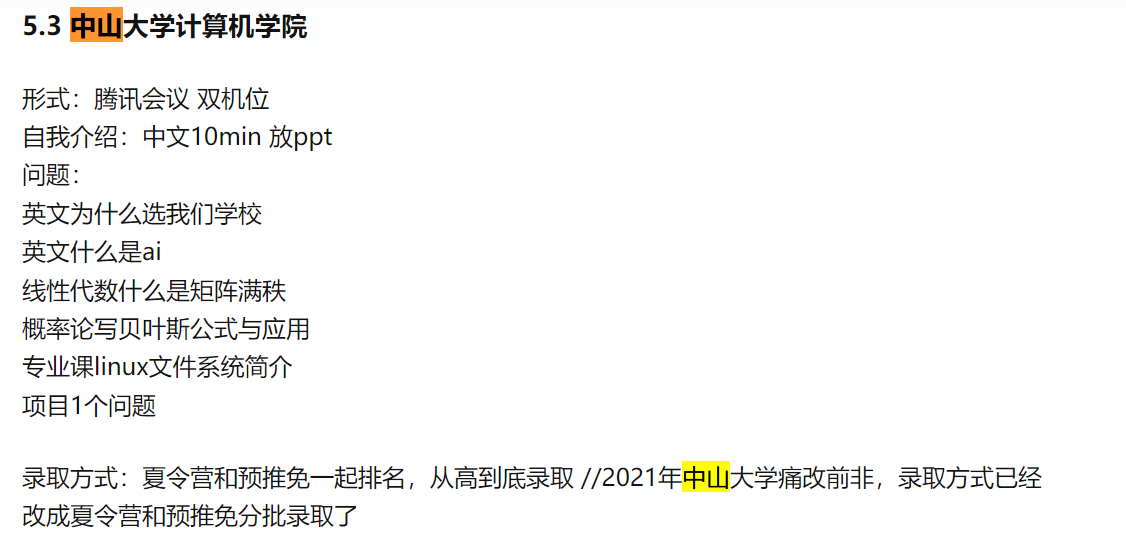 5.3 中山大学计算机学院
形式：腾讯会议 双机位
自我介绍：中文10min 放ppt
问题：
英文为什么选我们学校
英文什么是ai
线性代数什么是矩阵满秩
概率论写贝叶斯公式与应用
专业课linux文件系统简介
项目1个问题
录取方式：夏令营和预推免一起排名，从高到底录取 //2021年中山大学痛改前非，录取方式已经
改成夏令营和预推免分批录取了